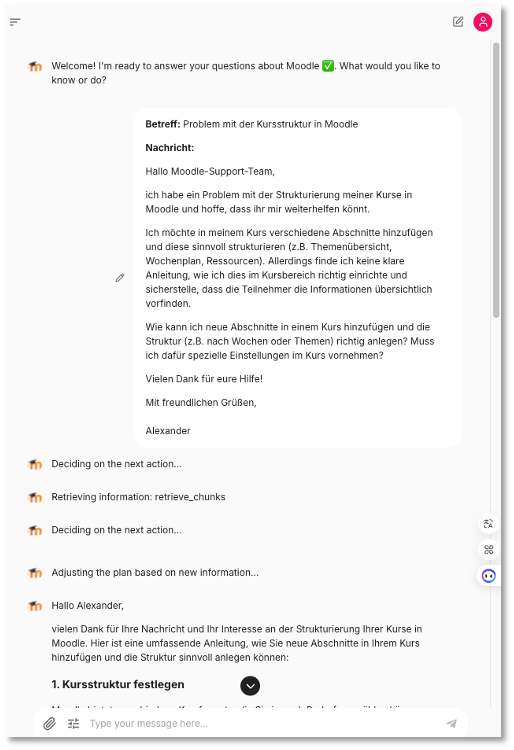 Welcome! I'm ready to answer your questions about Moodle ✅. What would you like to
know or do?
Betreff: Problem mit der Kursstruktur in Moodle
Nachricht:
Hallo Moodle-Support-Team,
ich habe ein Problem mit der Strukturierung meiner Kurse in
Moodle und hoffe, dass ihr mir weiterhelfen könnt.
Ich möchte in meinem Kurs verschiedene Abschnitte hinzufügen
und diese sinnvoll strukturieren (z.B. Themenübersicht,
Wochenplan, Ressourcen). Allerdings finde ich keine klare
Anleitung, wie ich dies im Kursbereich richtig einrichte und
sicherstelle, dass die Teilnehmer die Informationen übersichtlich
vorfinden.
Wie kann ich neue Abschnitte in einem Kurs hinzufügen und die
Struktur (z.B. nach Wochen oder Themen) richtig anlegen? Muss
ich dafür spezielle Einstellungen im Kurs vornehmen?
Vielen Dank für eure Hilfe!
Mit freundlichen Grüßen,
Alexander
Deciding on the next action...
Retrieving information: retrieve_chunks
Deciding on the next action...
Adjusting the plan based on new information...
Hallo Alexander,
vielen Dank für Ihre Nachricht und Ihr Interesse an der Strukturierung Ihrer Kurse in
Moodle. Hier ist eine umfassende Anleitung, wie Sie neue Abschnitte in Ihrem Kurs
hinzufügen und die Struktur sinnvoll anlegen können:
1. Kursstruktur festlegen
Type your message here...